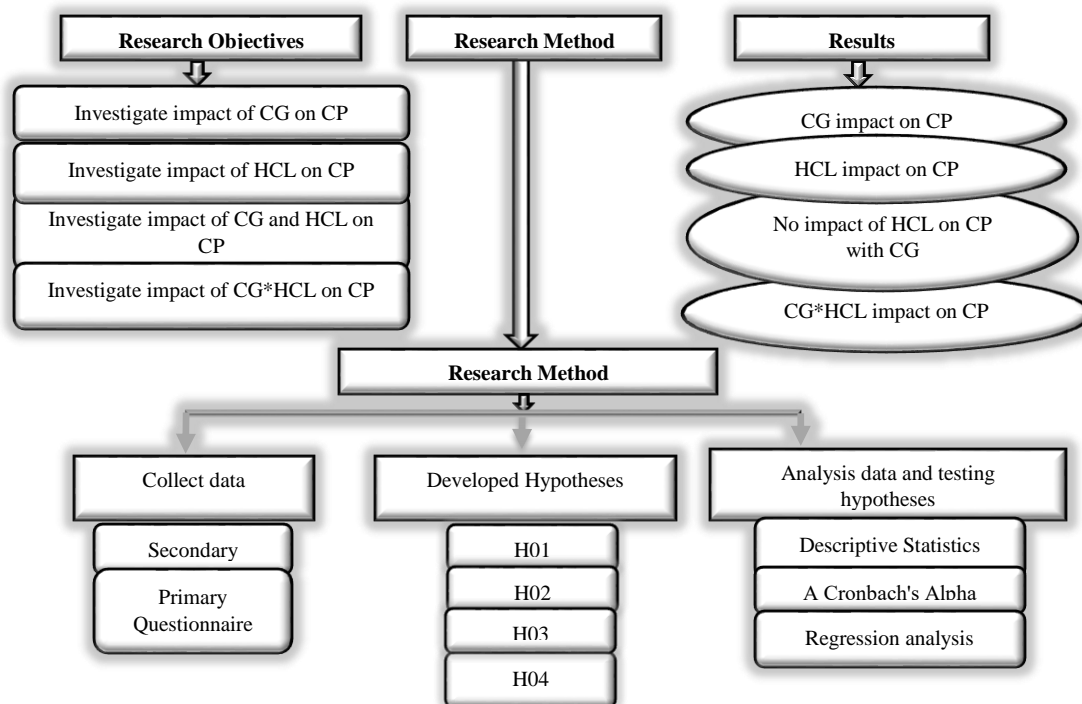 Research Objectives
Investigate impact of CG on CP
Investigate impact of HCL on CP
Investigate impact of CG and HCL on
CP
Investigate impact of CG*HCL on CP
Research Method
Results
CG impact on CP
HCL impact on CP
No impact of HCL on CP
with CG
CG*HCL impact on CP
Research Method
Collect data
Secondary
Primary
Questionnaire
Developed Hypotheses
H01
H02
H03
H04
Analysis data and testing
hypotheses
Descriptive Statistics
A Cronbach's Alpha
Regression analysis